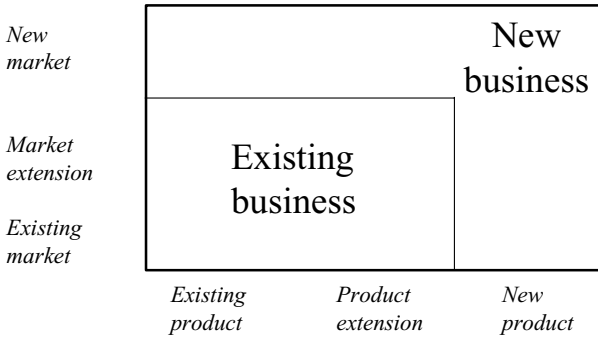 New
market
New
business
Market
extension
Existing
business
Existing
market
Existing
product
Product
extension
New
product